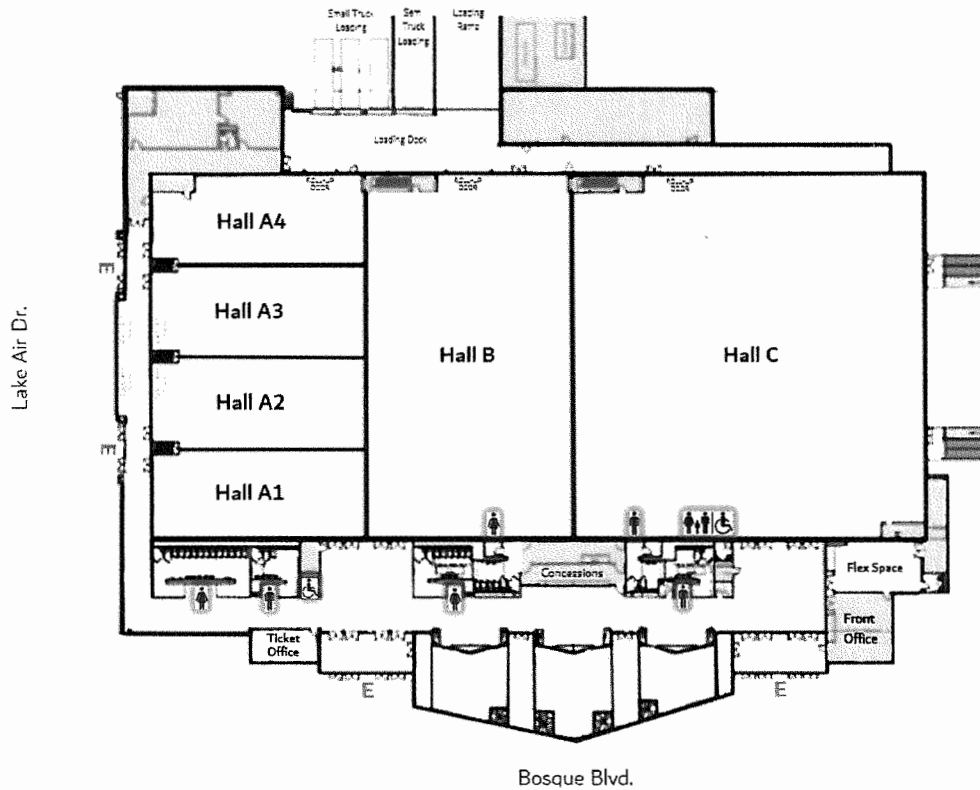 Small Truck
Loading
Semi
Truck
Loading
Loading
Ramp
Loading Dock
Hall A4
Hall A3
Hall A2
Hall A1
Hall B
Hall C
E
E
Lake Air Dr.
Concessions
Flex Space
Ticket
Office
Front
Office
E
E
Bosque Blvd.